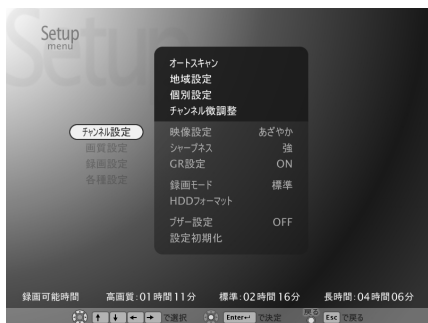 Setup
menu
Setup
オートスキャン
地域設定
個別設定
チャンネル微調整
チャンネル設定
画質設定
録画設定
各種設定
映像設定 あざやか
シャープネス 強
GR設定 ON
録画モード 標準
HDDフォーマット
ブザー設定 OFF
設定初期化
録画可能時間 高画質:01時間11分 標準:02時間16分 長時間:04時間06分
↑ ↓ ← → で選択 Enter↵ で決定 戻る Esc で戻る